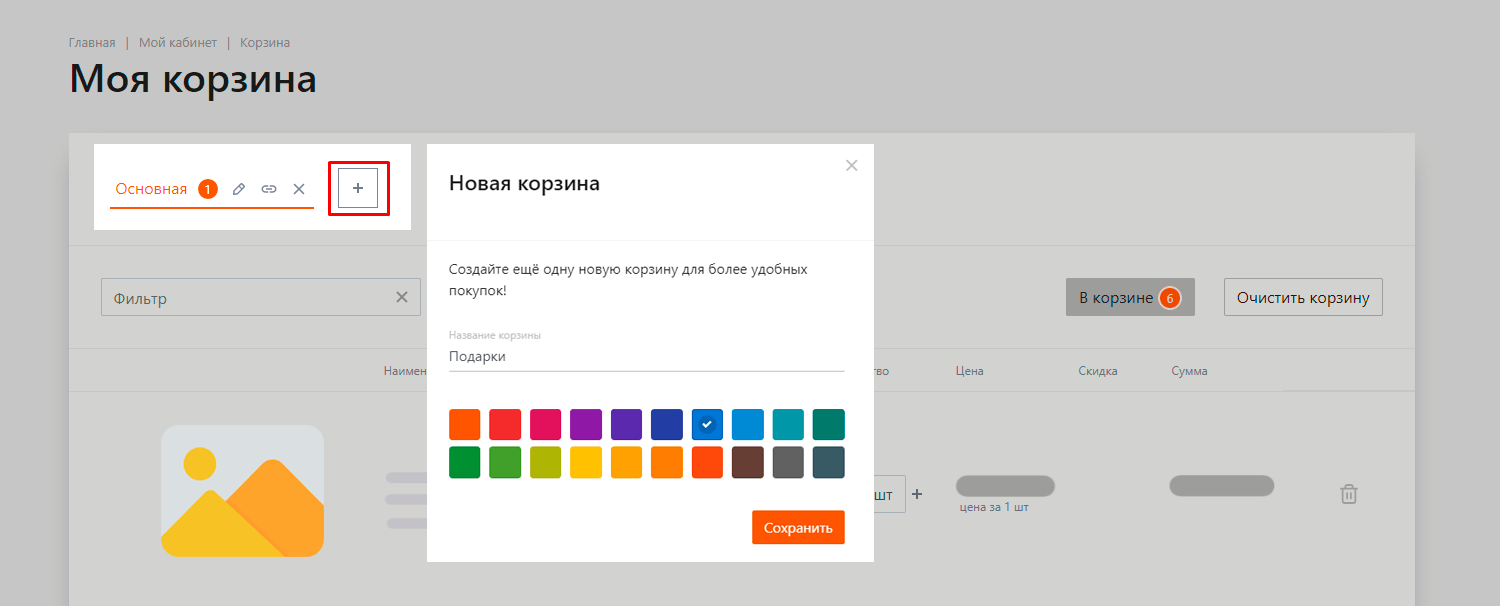 Главная | Мой кабинет | Корзина
Моя корзина
Основная 1
+
Новая корзина
Создайте ещё одну новую корзину для более удобных
покупок!
Название корзины
Подарки
Сохранить
Фильтр
В корзине 6
Очистить корзину
Наимен
во
Цена
Скидка
Сумма
шт
+
цена за 1 шт